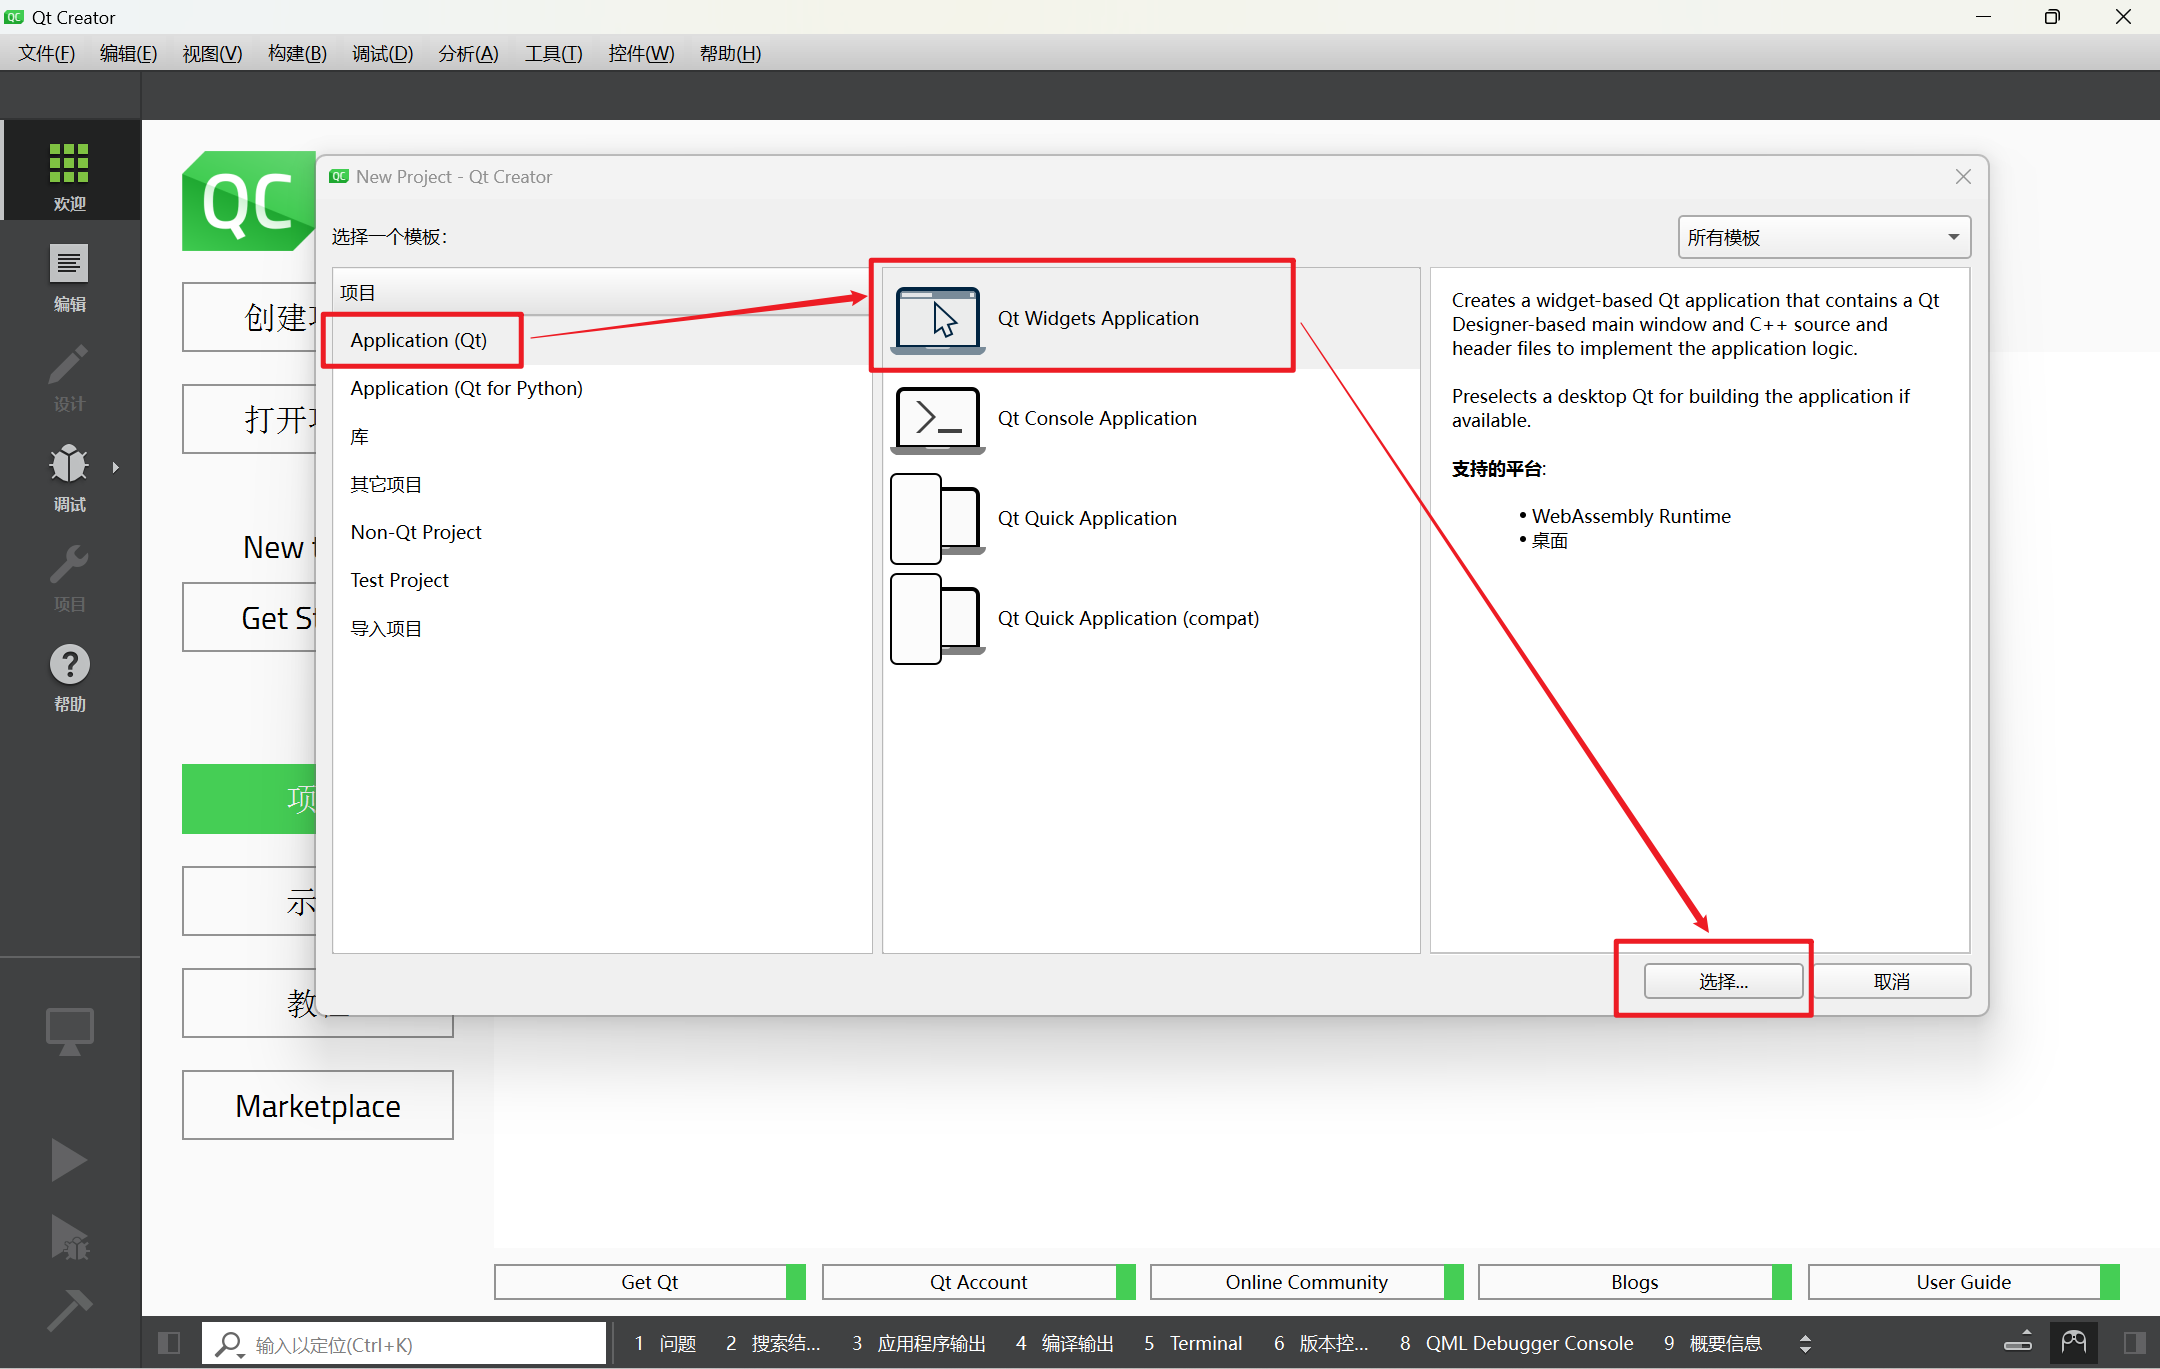 QC Qt Creator
文件(F) 编辑(E) 视图(V) 构建(B) 调试(D) 分析(A) 工具(T) 控件(W) 帮助(H)
欢迎
编辑
设计
调试
项目
帮助
QC
创建
打开
New
Get
项
示
教
Marketplace
QC New Project - Qt Creator
选择一个模板:
所有模板
项目
Application (Qt)
Application (Qt for Python)
库
其它项目
Non-Qt Project
Test Project
导入项目
Qt Widgets Application
Qt Console Application
Qt Quick Application
Qt Quick Application (compat)
Creates a widget-based Qt application that contains a Qt
Designer-based main window and C++ source and
header files to implement the application logic.
Preselects a desktop Qt for building the application if
available.
支持的平台:
• WebAssembly Runtime
• 桌面
选择...
取消
Get Qt
Qt Account
Online Community
Blogs
User Guide
输入以定位(Ctrl+K)
1 问题 2 搜索结... 3 应用程序输出 4 编译输出 5 Terminal 6 版本控... 8 QML Debugger Console 9 概要信息